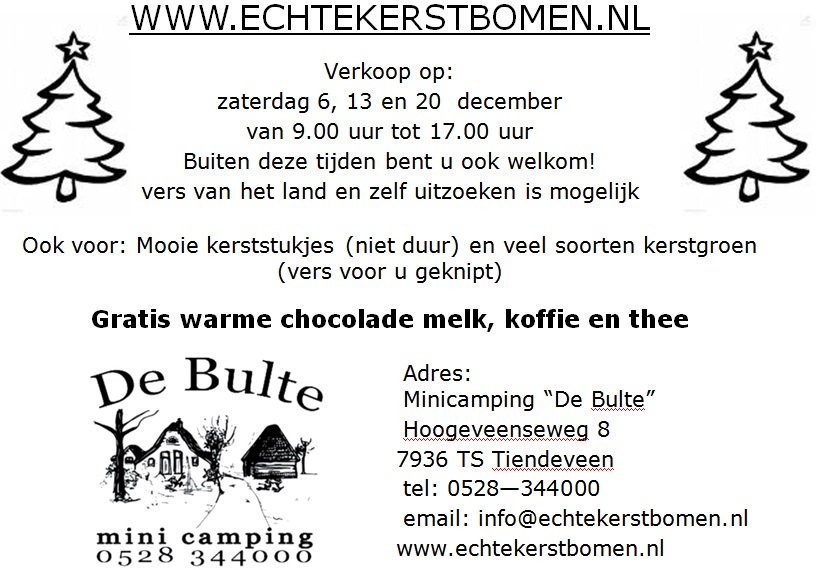 WWW.ECHTEKERSTBOMEN.NL
Verkoop op:
zaterdag 6, 13 en 20 december
van 9.00 uur tot 17.00 uur
Buiten deze tijden bent u ook welkom!
vers van het land en zelf uitzoeken is mogelijk
Ook voor: Mooie kerststukjes (niet duur) en veel soorten kerstgroen
(vers voor u geknipt)
Gratis warme chocolade melk, koffie en thee
De Bulte
mini camping
0528 344000
Adres:
Minicamping “De Bulte”
Hoogeveenseweg 8
7936 TS Tiendeveen
tel: 0528—344000
email: info@echtekerstbomen.nl
www.echtekerstbomen.nl